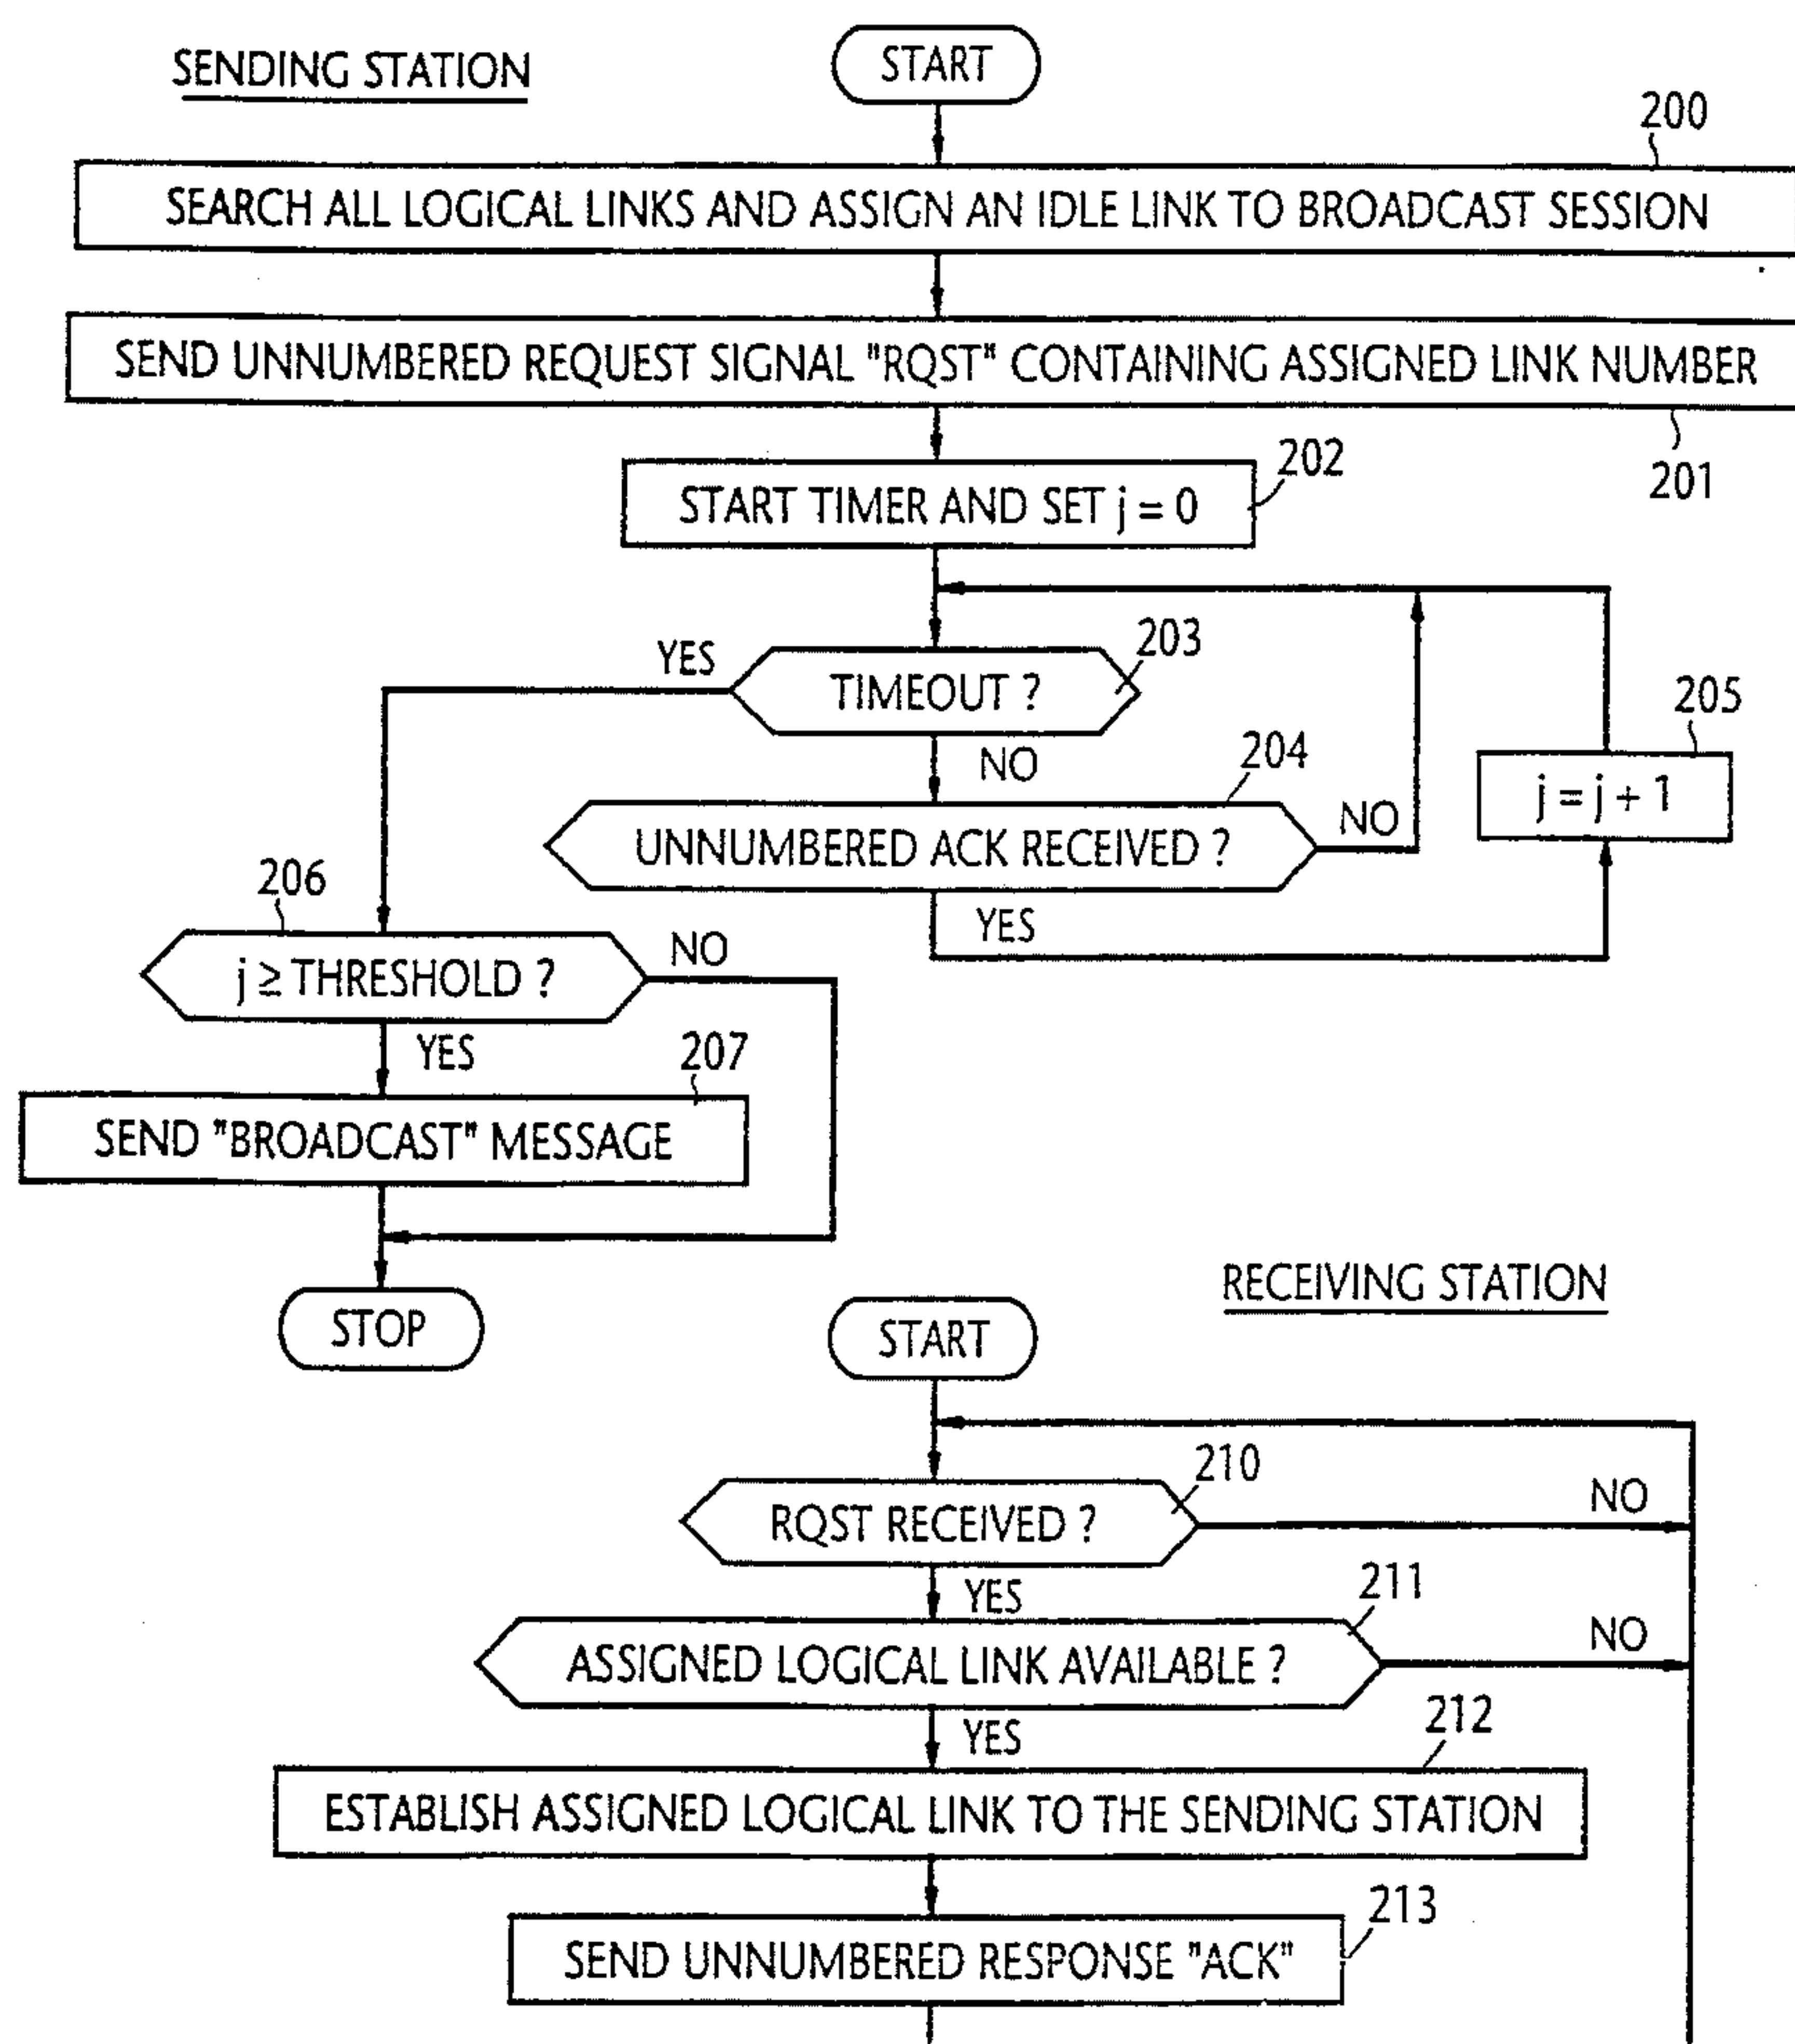 SENDING STATION
START
200
SEARCH ALL LOGICAL LINKS AND ASSIGN AN IDLE LINK TO BROADCAST SESSION
SEND UNNUMBERED REQUEST SIGNAL "RQST" CONTAINING ASSIGNED LINK NUMBER
201
202
START TIMER AND SET j = 0
203
YES
TIMEOUT ?
NO
204
205
j = j + 1
UNNUMBERED ACK RECEIVED ?
NO
YES
206
j ≥ THRESHOLD ?
NO
YES
207
SEND "BROADCAST" MESSAGE
STOP
RECEIVING STATION
START
210
RQST RECEIVED ?
NO
YES
211
ASSIGNED LOGICAL LINK AVAILABLE ?
NO
YES
212
ESTABLISH ASSIGNED LOGICAL LINK TO THE SENDING STATION
213
SEND UNNUMBERED RESPONSE "ACK"